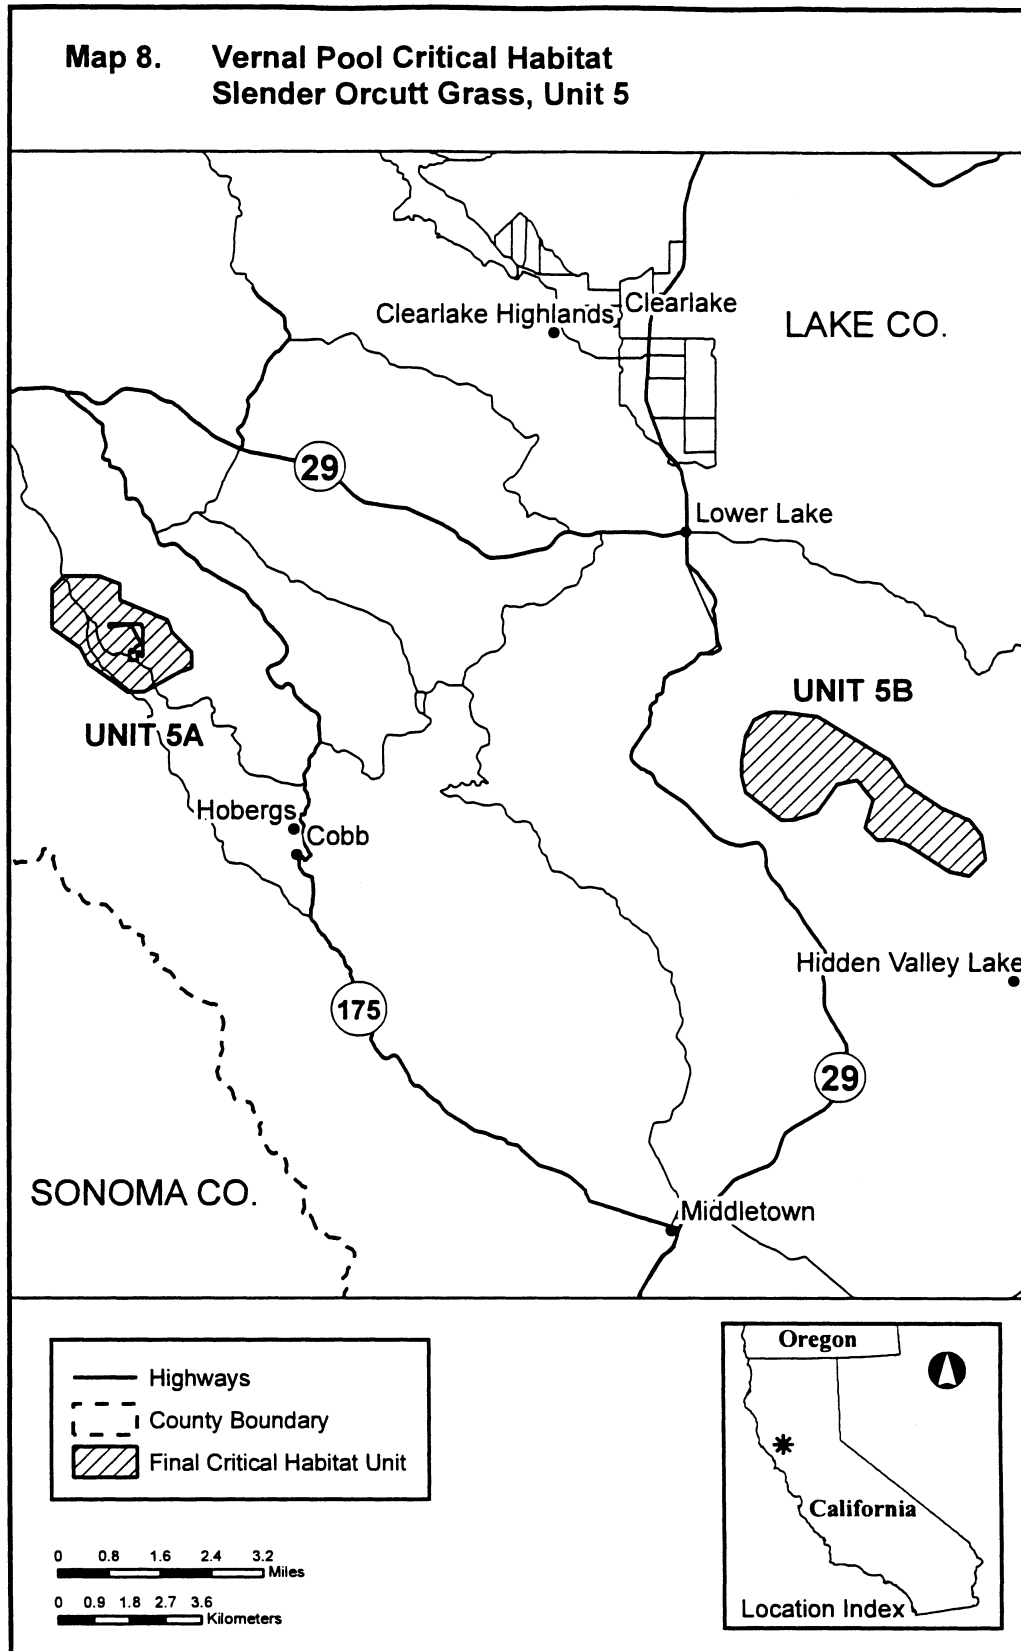 Map 8. Vernal Pool Critical Habitat
Slender Orcutt Grass, Unit 5
Clearlake Highlands
Clearlake
LAKE CO.
29
Lower Lake
UNIT 5B
UNIT 5A
Hobergs
Cobb
Hidden Valley Lake
175
29
SONOMA CO.
Middletown
Highways
County Boundary
Final Critical Habitat Unit
0 0.8 1.6 2.4 3.2
Miles
0 0.9 1.8 2.7 3.6
Kilometers
Oregon
California
Location Index